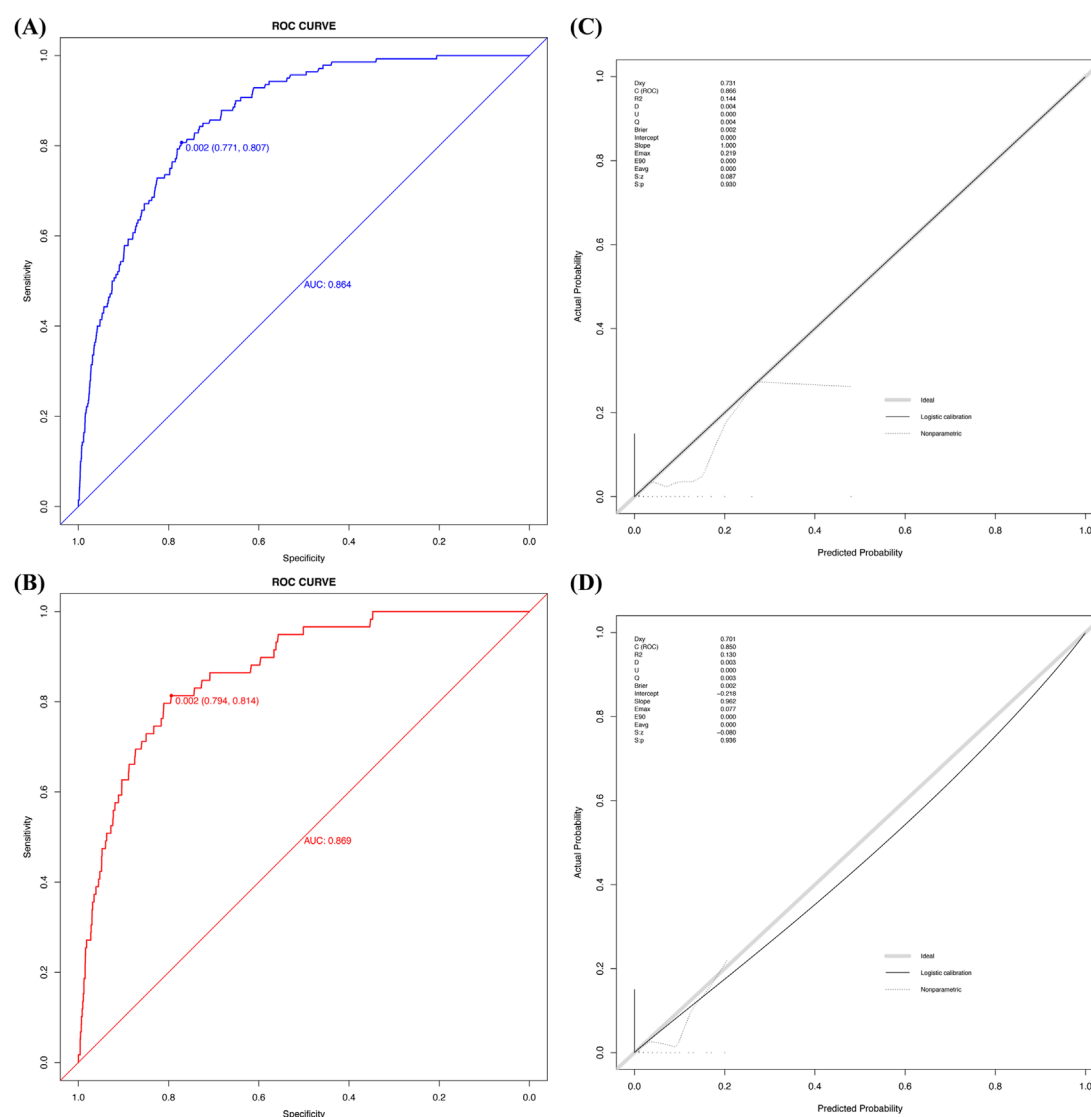 (A)
ROC CURVE
Sensitivity
1.0
0.8
0.6
0.4
0.2
0.0
0.002 (0.771, 0.807)
AUC: 0.864
1.0 0.8 0.6 0.4 0.2 0.0
Specificity
(C)
Actual Probability
1.0
0.8
0.6
0.4
0.2
0.0
Dxy 0.731
C (ROC) 0.866
R2 0.144
D 0.004
U 0.000
Q 0.004
Brier 0.002
Intercept 0.000
Slope 1.000
Emax 0.219
E90 0.000
Eavg 0.000
S:z 0.087
S:p 0.930
Ideal
Logistic calibration
Nonparametric
0.0 0.2 0.4 0.6 0.8 1.0
Predicted Probability
(B)
ROC CURVE
Sensitivity
1.0
0.8
0.6
0.4
0.2
0.0
0.002 (0.794, 0.814)
AUC: 0.869
1.0 0.8 0.6 0.4 0.2 0.0
Specificity
(D)
Actual Probability
1.0
0.8
0.6
0.4
0.2
0.0
Dxy 0.701
C (ROC) 0.850
R2 0.130
D 0.003
U 0.000
Q 0.003
Brier 0.002
Intercept −0.218
Slope 0.962
Emax 0.077
E90 0.000
Eavg 0.000
S:z −0.080
S:p 0.936
Ideal
Logistic calibration
Nonparametric
0.0 0.2 0.4 0.6 0.8 1.0
Predicted Probability